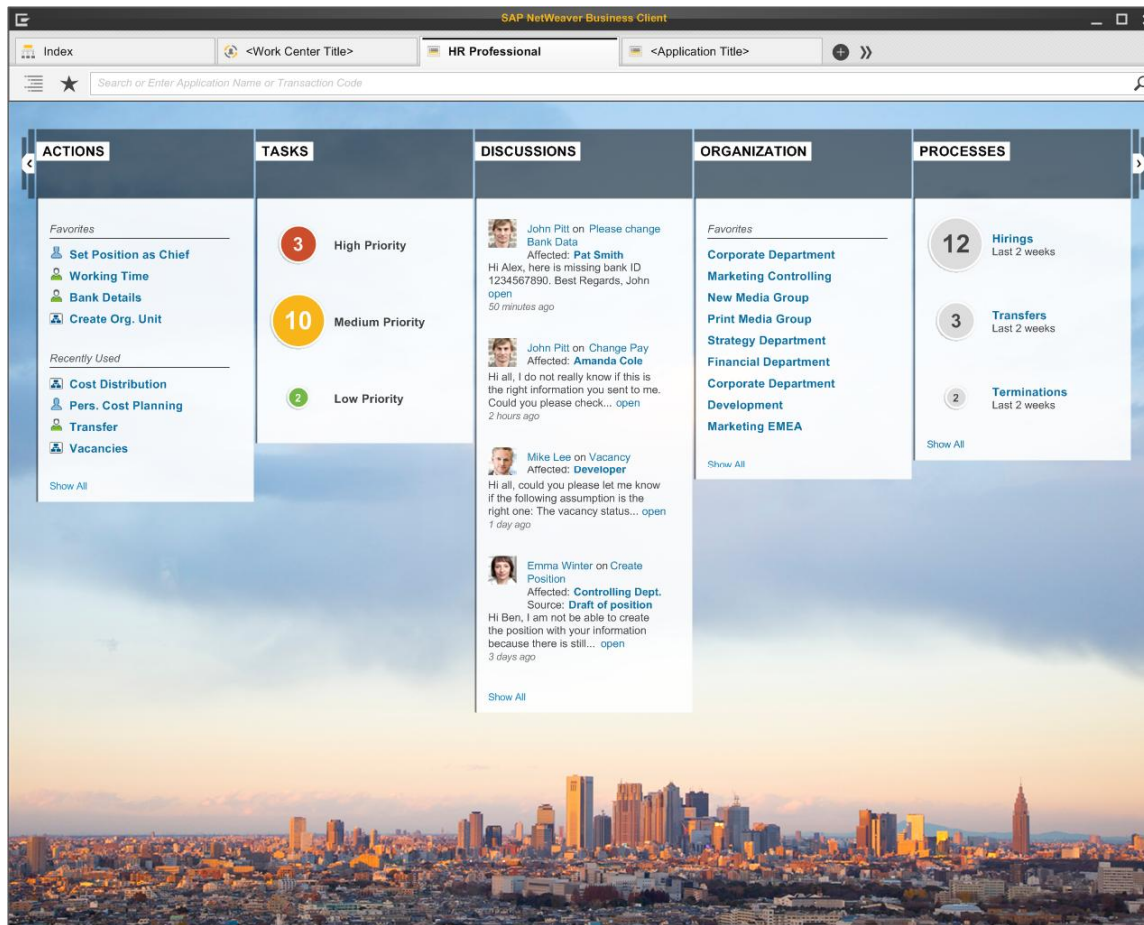 SAP NetWeaver Business Client
Index
<Work Center Title>
HR Professional
<Application Title>
Search or Enter Application Name or Transaction Code
ACTIONS
Favorites
Set Position as Chief
Working Time
Bank Details
Create Org. Unit
Recently Used
Cost Distribution
Pers. Cost Planning
Transfer
Vacancies
Show All
TASKS
3
High Priority
10
Medium Priority
2
Low Priority
DISCUSSIONS
John Pitt on Please change
Bank Data
Affected: Pat Smith
Hi Alex, here is missing bank ID
1234567890. Best Regards, John
open
50 minutes ago
John Pitt on Change Pay
Affected: Amanda Cole
Hi all, I do not really know if this is
the right information you sent to me.
Could you please check... open
2 hours ago
Mike Lee on Vacancy
Affected: Developer
Hi all, could you please let me know
if the following assumption is the
right one: The vacancy status... open
1 day ago
Emma Winter on Create
Position
Affected: Controlling Dept.
Source: Draft of position
Hi Ben, I am not be able to create
the position with your information
because there is still... open
3 days ago
Show All
ORGANIZATION
Favorites
Corporate Department
Marketing Controlling
New Media Group
Print Media Group
Strategy Department
Financial Department
Corporate Department
Development
Marketing EMEA
Show All
PROCESSES
12
Hirings
Last 2 weeks
3
Transfers
Last 2 weeks
2
Terminations
Last 2 weeks
Show All